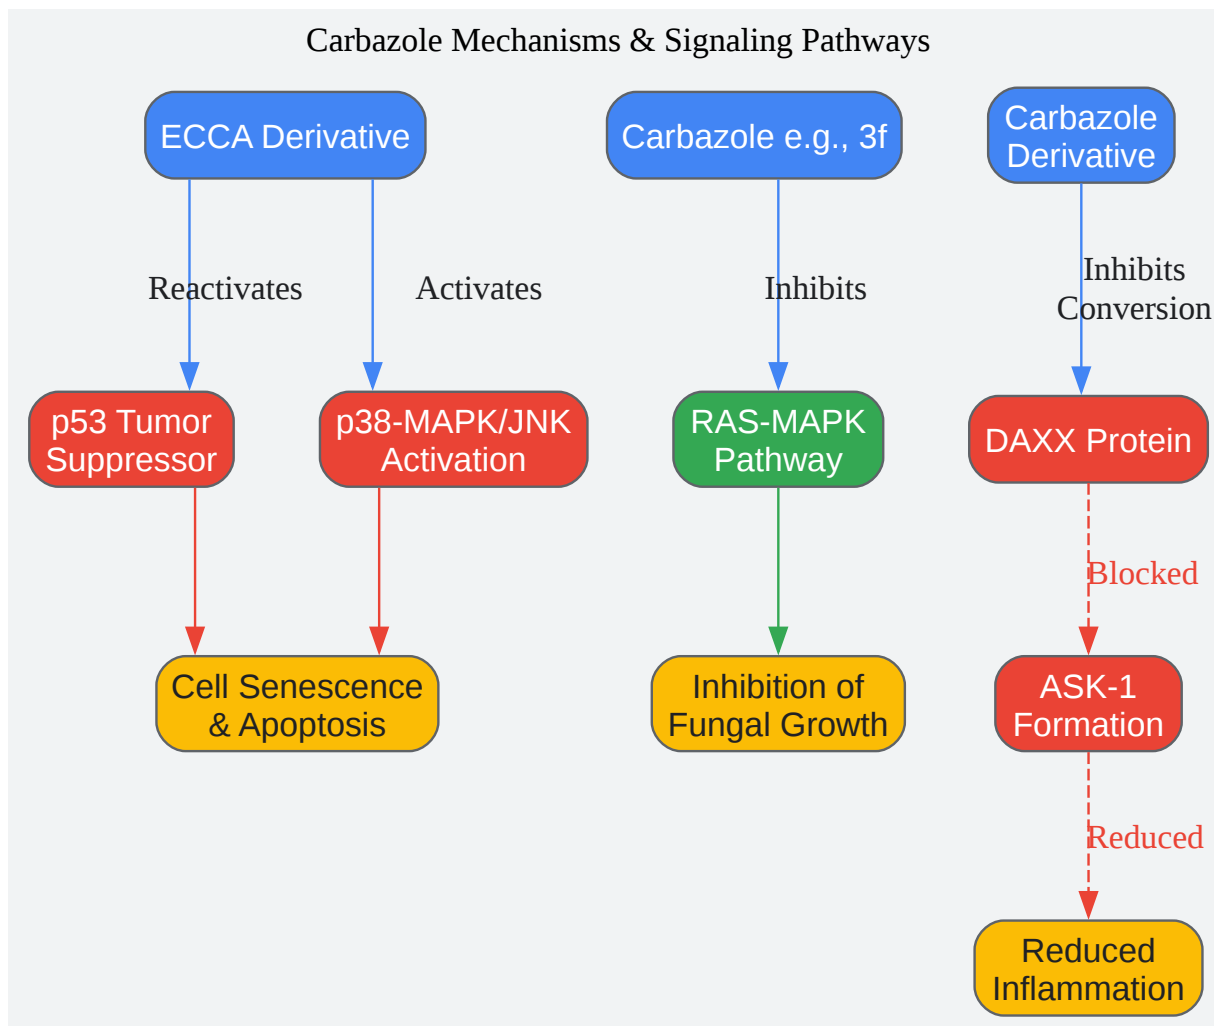 Carbazole Mechanisms & Signaling Pathways
ECCA Derivative
Carbazole e.g., 3f
Carbazole
Derivative
Reactivates
Activates
Inhibits
Inhibits
Conversion
p53 Tumor
Suppressor
p38-MAPK/JNK
Activation
RAS-MAPK
Pathway
DAXX Protein
Blocked
Cell Senescence
& Apoptosis
Inhibition of
Fungal Growth
ASK-1
Formation
Reduced
Reduced
Inflammation